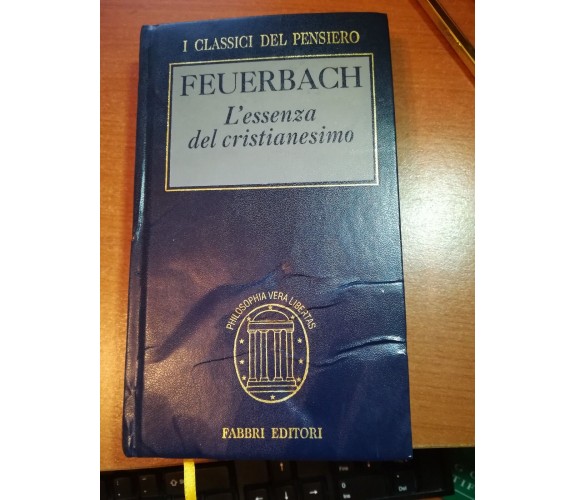 I CLASSICI DEL PENSIERO
FEUERBACH
L'essenza
del cristianesimo
PHILOSOPHIA VERA LIBERTAS
FABBRI EDITORI